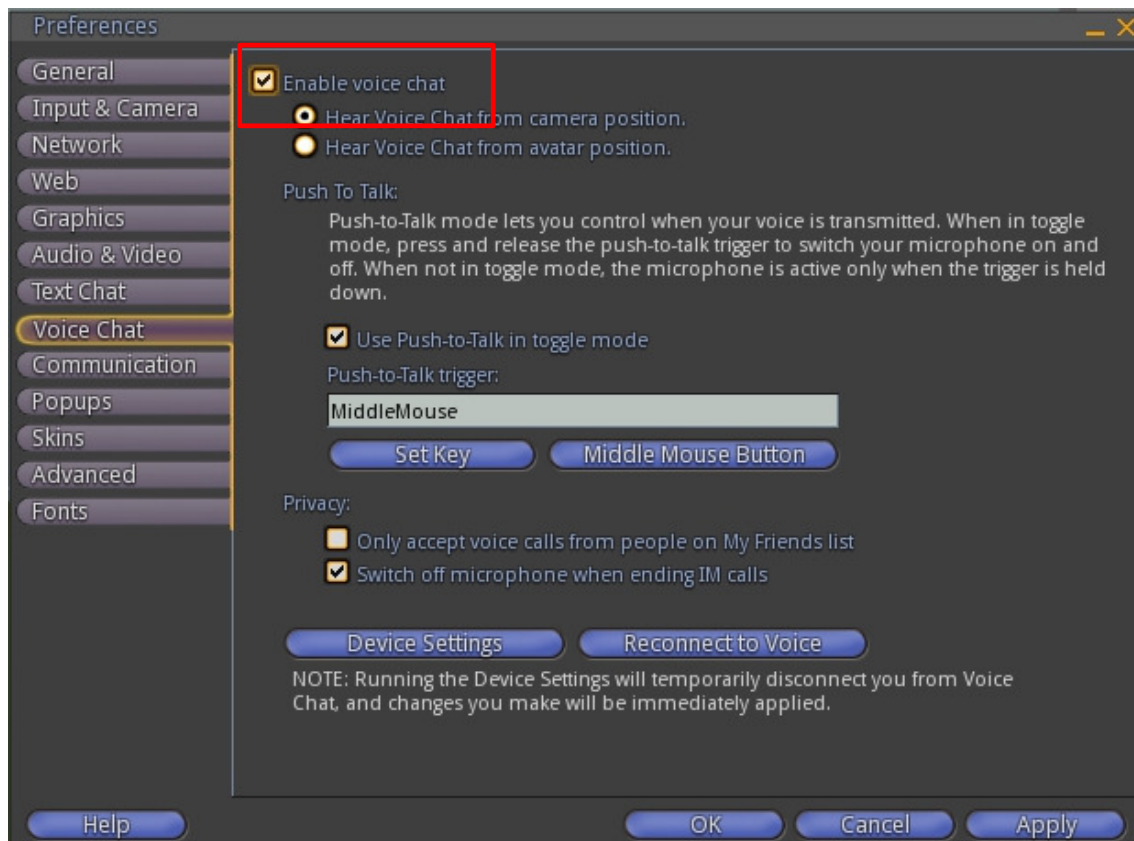 Preferences
General
Input & Camera
Network
Web
Graphics
Audio & Video
Text Chat
Voice Chat
Communication
Popups
Skins
Advanced
Fonts
Enable voice chat
Hear Voice Chat from camera position.
Hear Voice Chat from avatar position.
Push To Talk:
Push-to-Talk mode lets you control when your voice is transmitted. When in toggle
mode, press and release the push-to-talk trigger to switch your microphone on and
off. When not in toggle mode, the microphone is active only when the trigger is held
down.
Use Push-to-Talk in toggle mode
Push-to-Talk trigger:
MiddleMouse
Set Key
Middle Mouse Button
Privacy:
Only accept voice calls from people on My Friends list
Switch off microphone when ending IM calls
Device Settings
Reconnect to Voice
NOTE: Running the Device Settings will temporarily disconnect you from Voice
Chat, and changes you make will be immediately applied.
Help
OK
Cancel
Apply